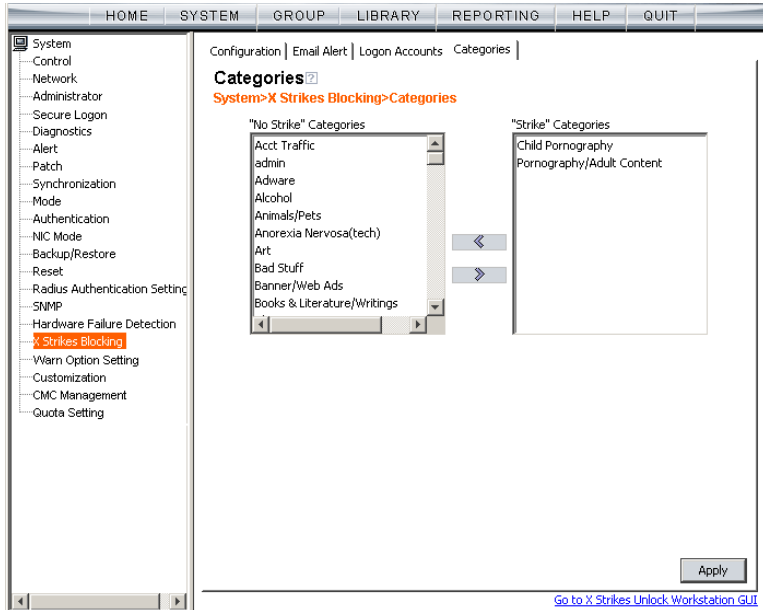 HOME SYSTEM GROUP LIBRARY REPORTING HELP QUIT
System
Control
Network
Administrator
Secure Logon
Diagnostics
Alert
Patch
Synchronization
Mode
Authentication
NIC Mode
Backup/Restore
Reset
Radius Authentication Setting
SNMP
Hardware Failure Detection
X Strikes Blocking
Warn Option Setting
Customization
CMC Management
Quota Setting
Configuration Email Alert Logon Accounts Categories
Categories?
System>X Strikes Blocking>Categories
"No Strike" Categories
Acct Traffic
admin
Adware
Alcohol
Animals/Pets
Anorexia Nervosa(tech)
Art
Bad Stuff
Banner/Web Ads
Books & Literature/Writings
"Strike" Categories
Child Pornography
Pornography/Adult Content
Apply
Go to X Strikes Unlock Workstation GUI